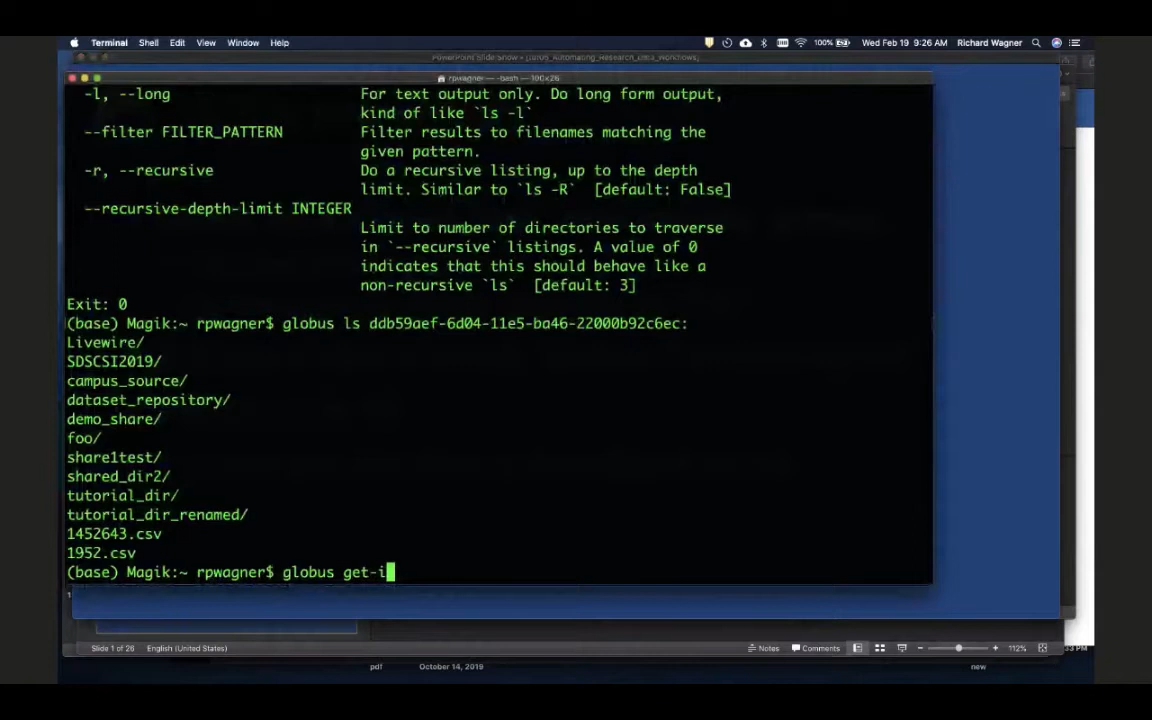 Terminal Shell Edit View Window Help 100% Wed Feb 19 9:26 AM Richard Wagner
rpwagner — -bash — 100×26
-l, --long For text output only. Do long form output,
kind of like `ls -l`
--filter FILTER_PATTERN Filter results to filenames matching the
given pattern.
-r, --recursive Do a recursive listing, up to the depth
limit. Similar to `ls -R` [default: False]
--recursive-depth-limit INTEGER
Limit to number of directories to traverse
in `--recursive` listings. A value of 0
indicates that this should behave like a
non-recursive `ls` [default: 3]
Exit: 0
(base) Magik:~ rpwagner$ globus ls ddb59aef-6d04-11e5-ba46-22000b92c6ec:
Livewire/
SDSCSI2019/
campus_source/
dataset_repository/
demo_share/
foo/
share1test/
shared_dir2/
tutorial_dir/
tutorial_dir_renamed/
1452643.csv
1952.csv
(base) Magik:~ rpwagner$ globus get-i
Slide 1 of 26 English (United States) Notes Comments 112%
pdf October 14, 2019 new